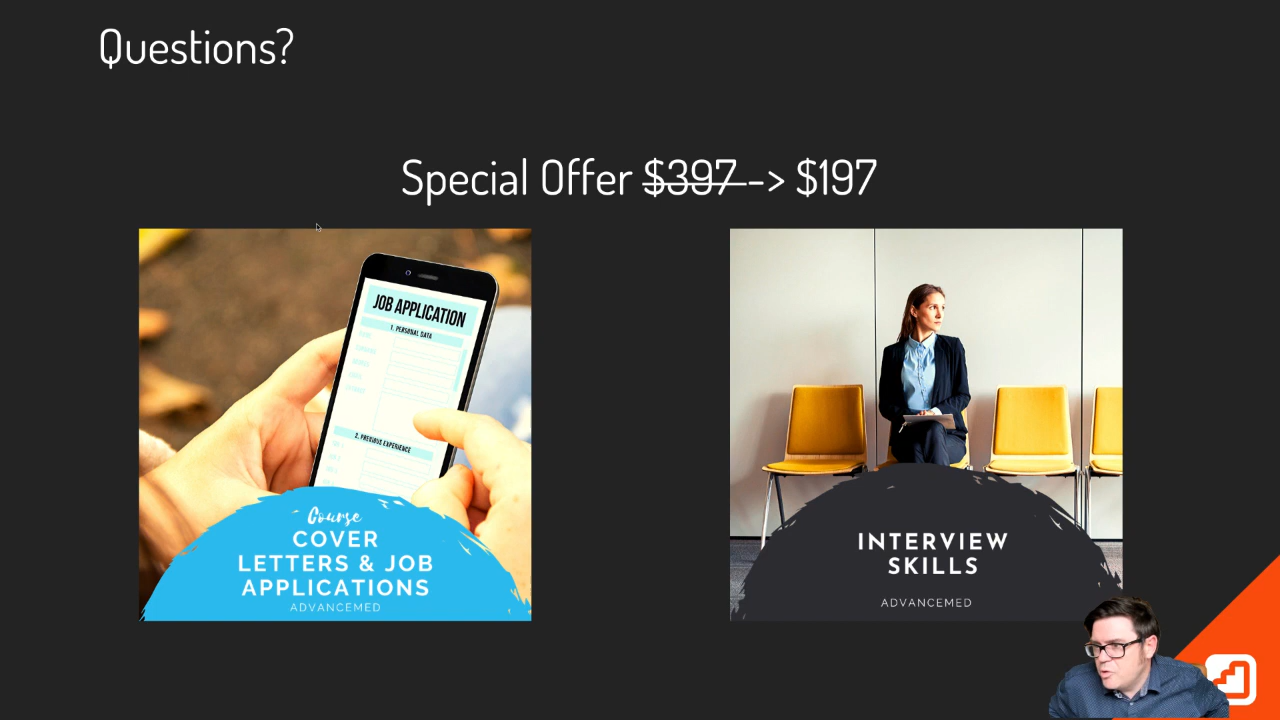 Questions?
Special Offer $397 -> $197
JOB APPLICATION
1. PERSONAL DATA
2. PREVIOUS EXPERIENCE
Course
COVER
LETTERS & JOB
APPLICATIONS
ADVANCEMED
INTERVIEW
SKILLS
ADVANCEMED